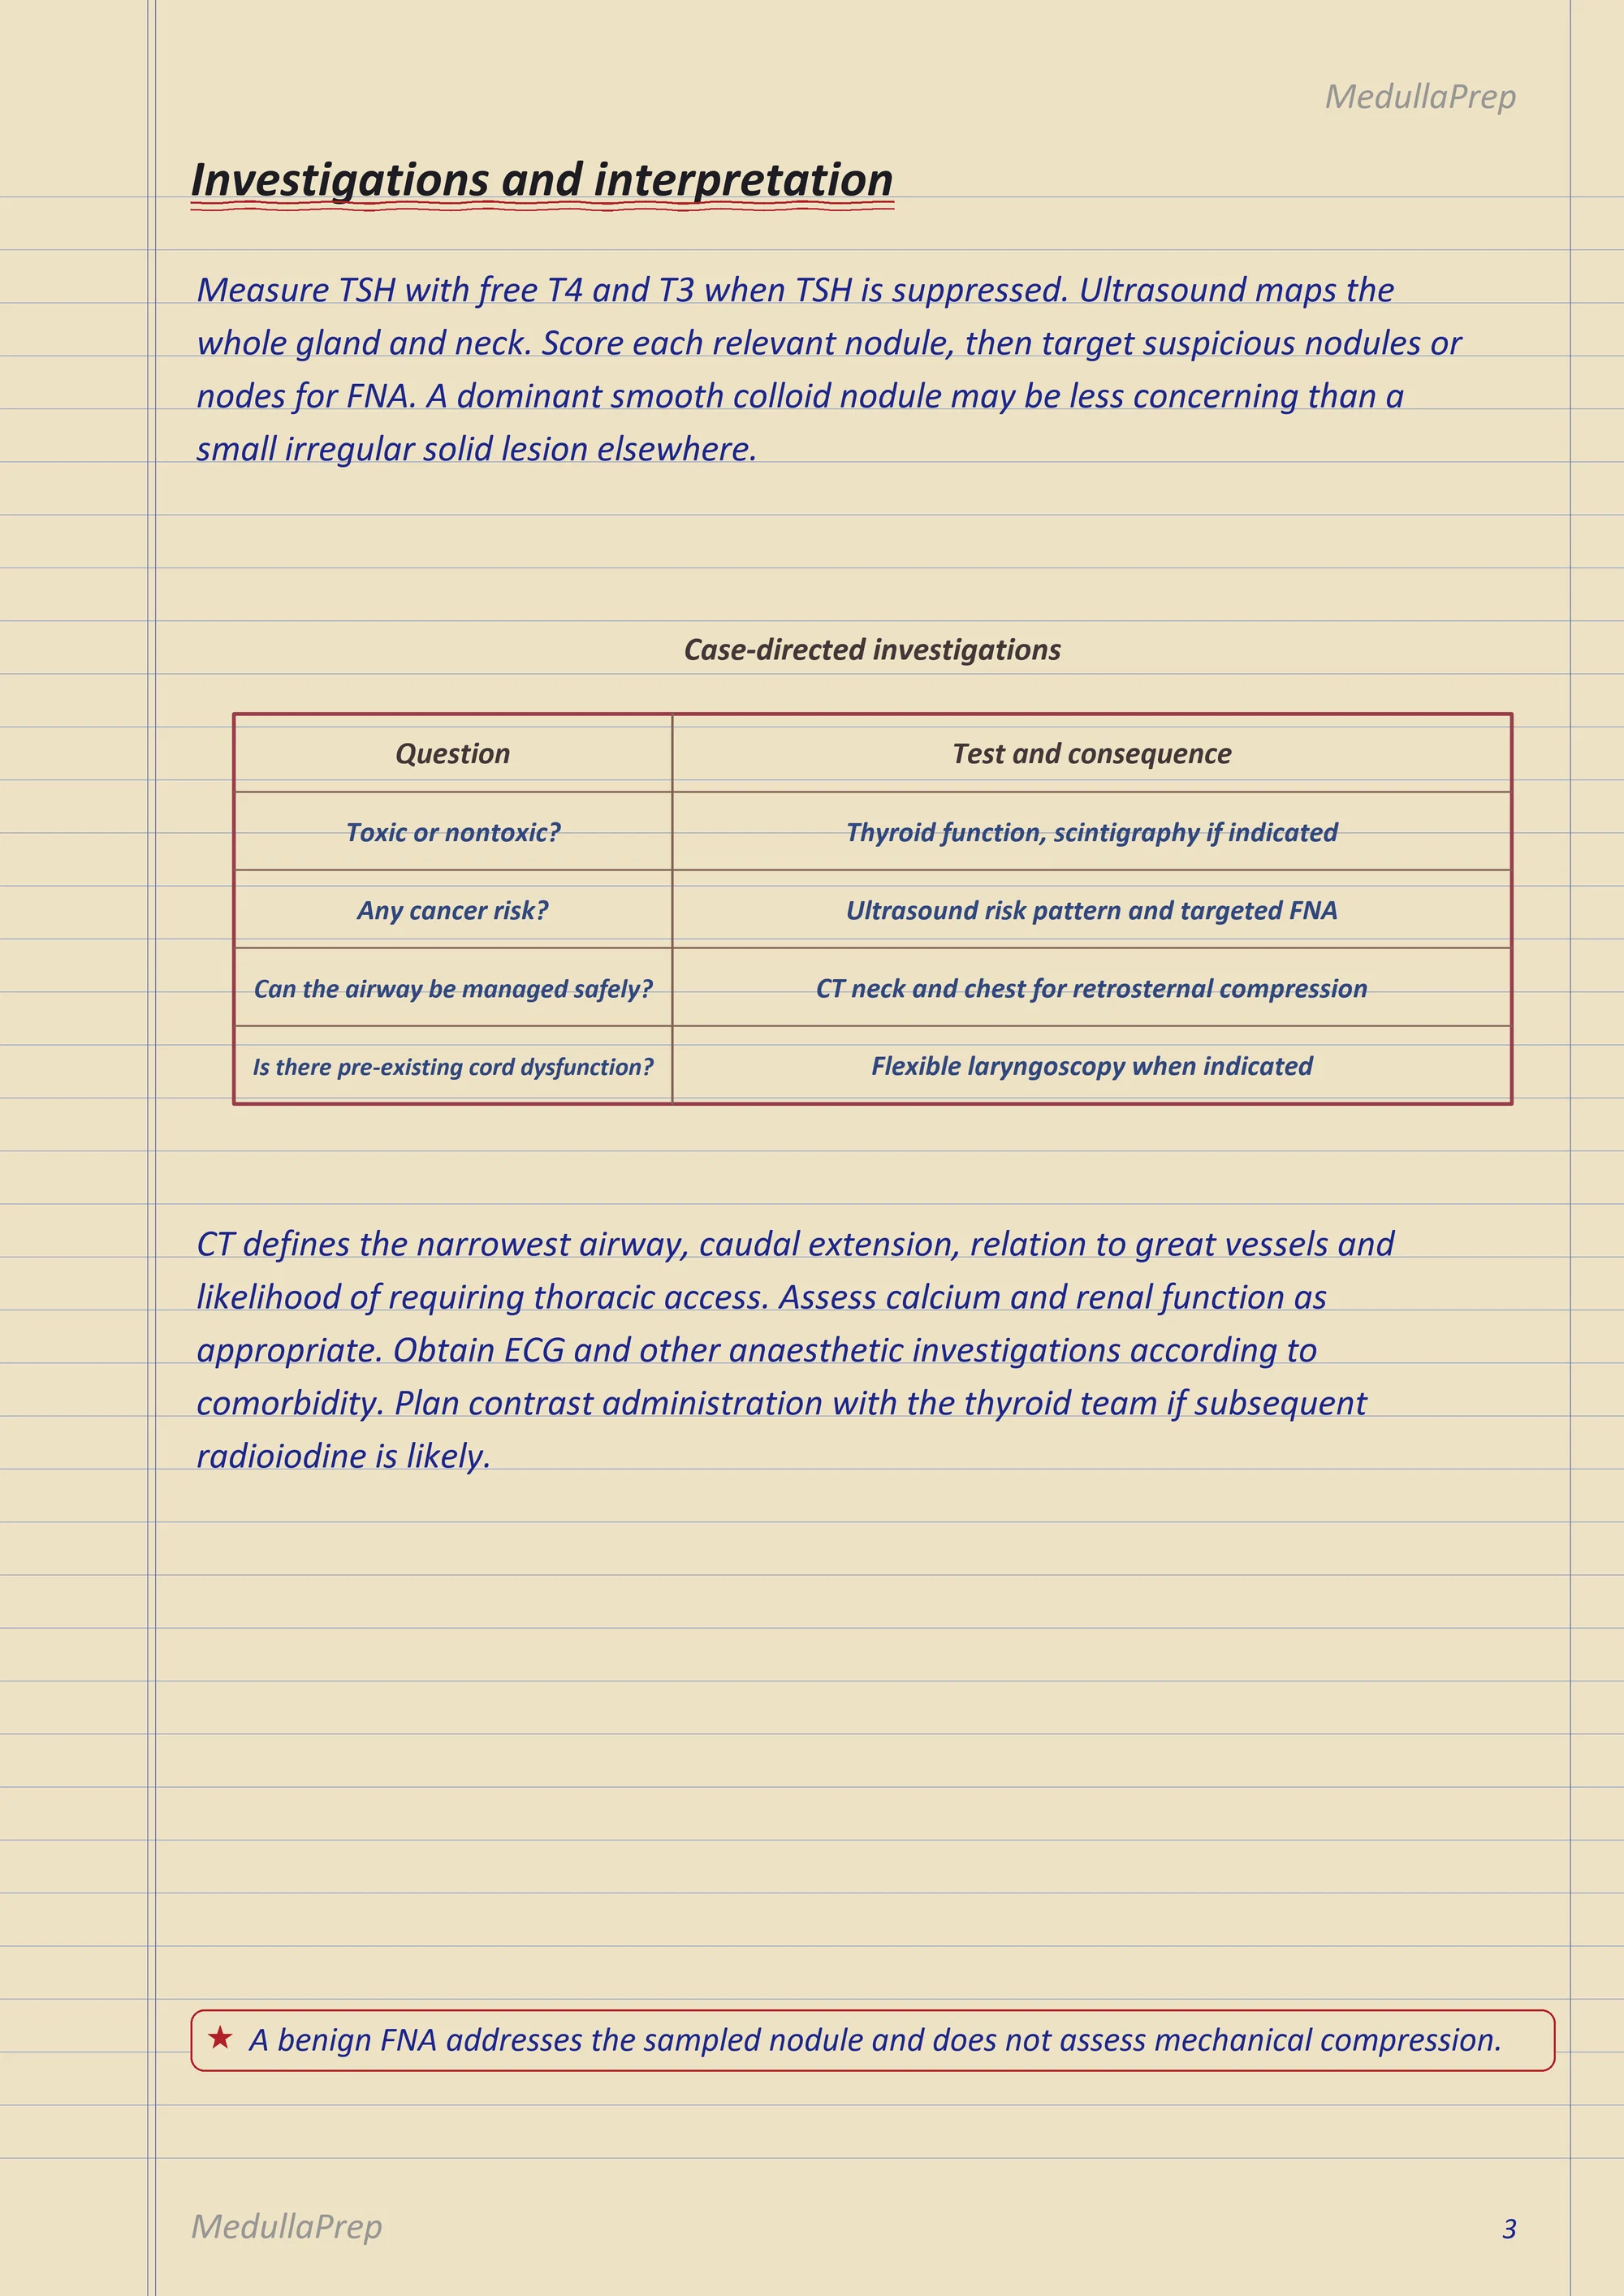 MedullaPrep
Investigations and interpretation
Measure TSH with free T4 and T3 when TSH is suppressed. Ultrasound maps the
whole gland and neck. Score each relevant nodule, then target suspicious nodules or
nodes for FNA. A dominant smooth colloid nodule may be less concerning than a
small irregular solid lesion elsewhere.
Case-directed investigations
Question Test and consequence
Toxic or nontoxic? Thyroid function, scintigraphy if indicated
Any cancer risk? Ultrasound risk pattern and targeted FNA
Can the airway be managed safely? CT neck and chest for retrosternal compression
Is there pre-existing cord dysfunction? Flexible laryngoscopy when indicated
CT defines the narrowest airway, caudal extension, relation to great vessels and
likelihood of requiring thoracic access. Assess calcium and renal function as
appropriate. Obtain ECG and other anaesthetic investigations according to
comorbidity. Plan contrast administration with the thyroid team if subsequent
radioiodine is likely.
★ A benign FNA addresses the sampled nodule and does not assess mechanical compression.
MedullaPrep 3